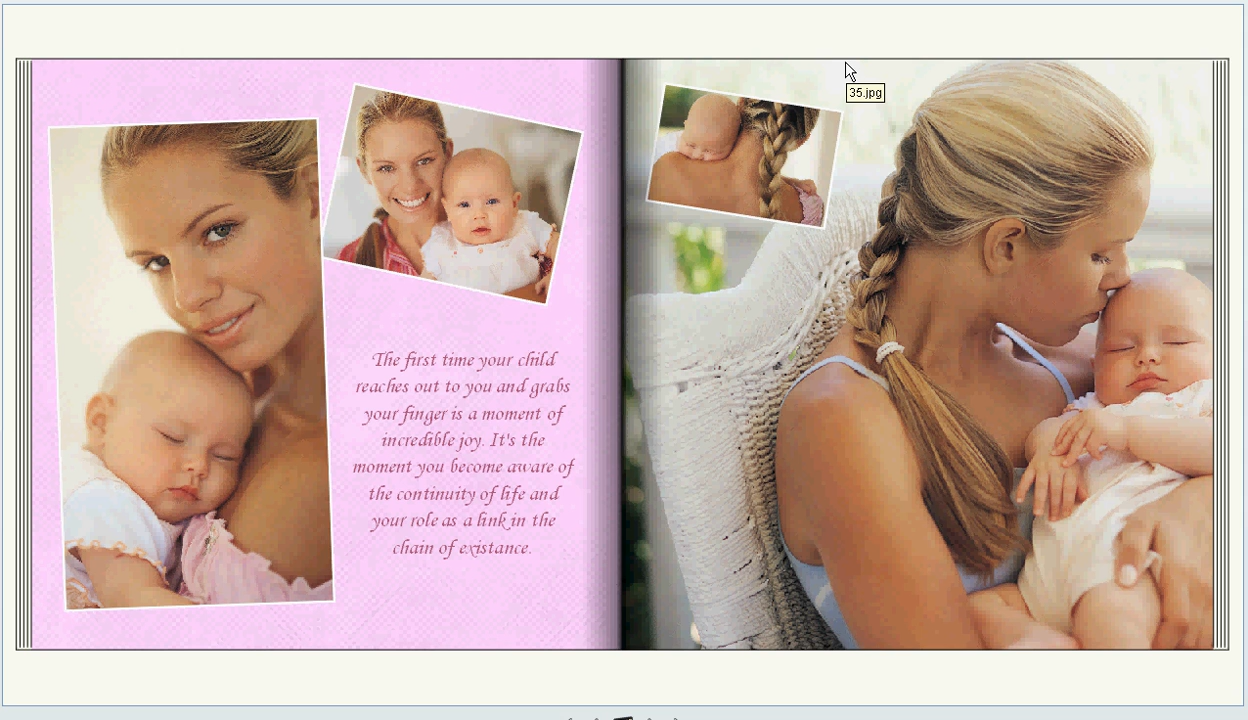 35.jpg
The first time your child
reaches out to you and grabs
your finger is a moment of
incredible joy. It's the
moment you become aware of
the continuity of life and
your role as a link in the
chain of existance.